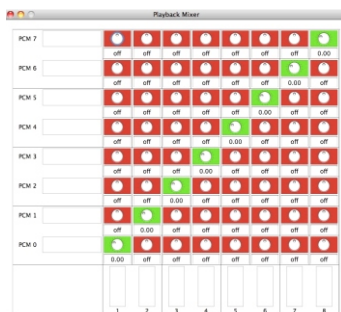 Playback Mixer
PCM 7
off off off off off off off 0.00
PCM 6
off off off off off off 0.00 off
PCM 5
off off off off off 0.00 off off
PCM 4
off off off off 0.00 off off off
PCM 3
off off off 0.00 off off off off
PCM 2
off off 0.00 off off off off off
PCM 1
off 0.00 off off off off off off
PCM 0
0.00 off off off off off off off
1 2 3 4 5 6 7 8